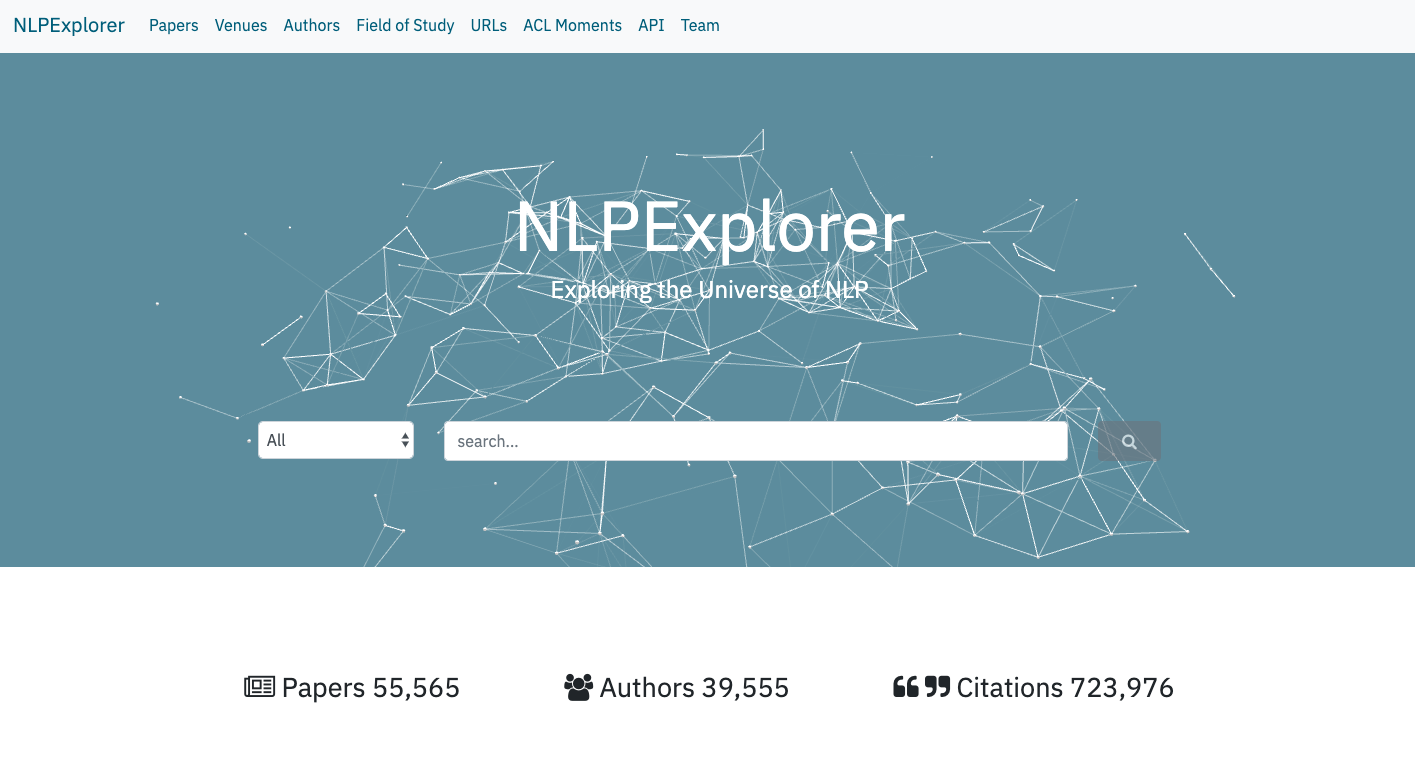 NLPExplorer Papers Venues Authors Field of Study URLs ACL Moments API Team
NLPExplorer
Exploring the Universe of NLP
All search...
Papers 55,565 Authors 39,555 Citations 723,976